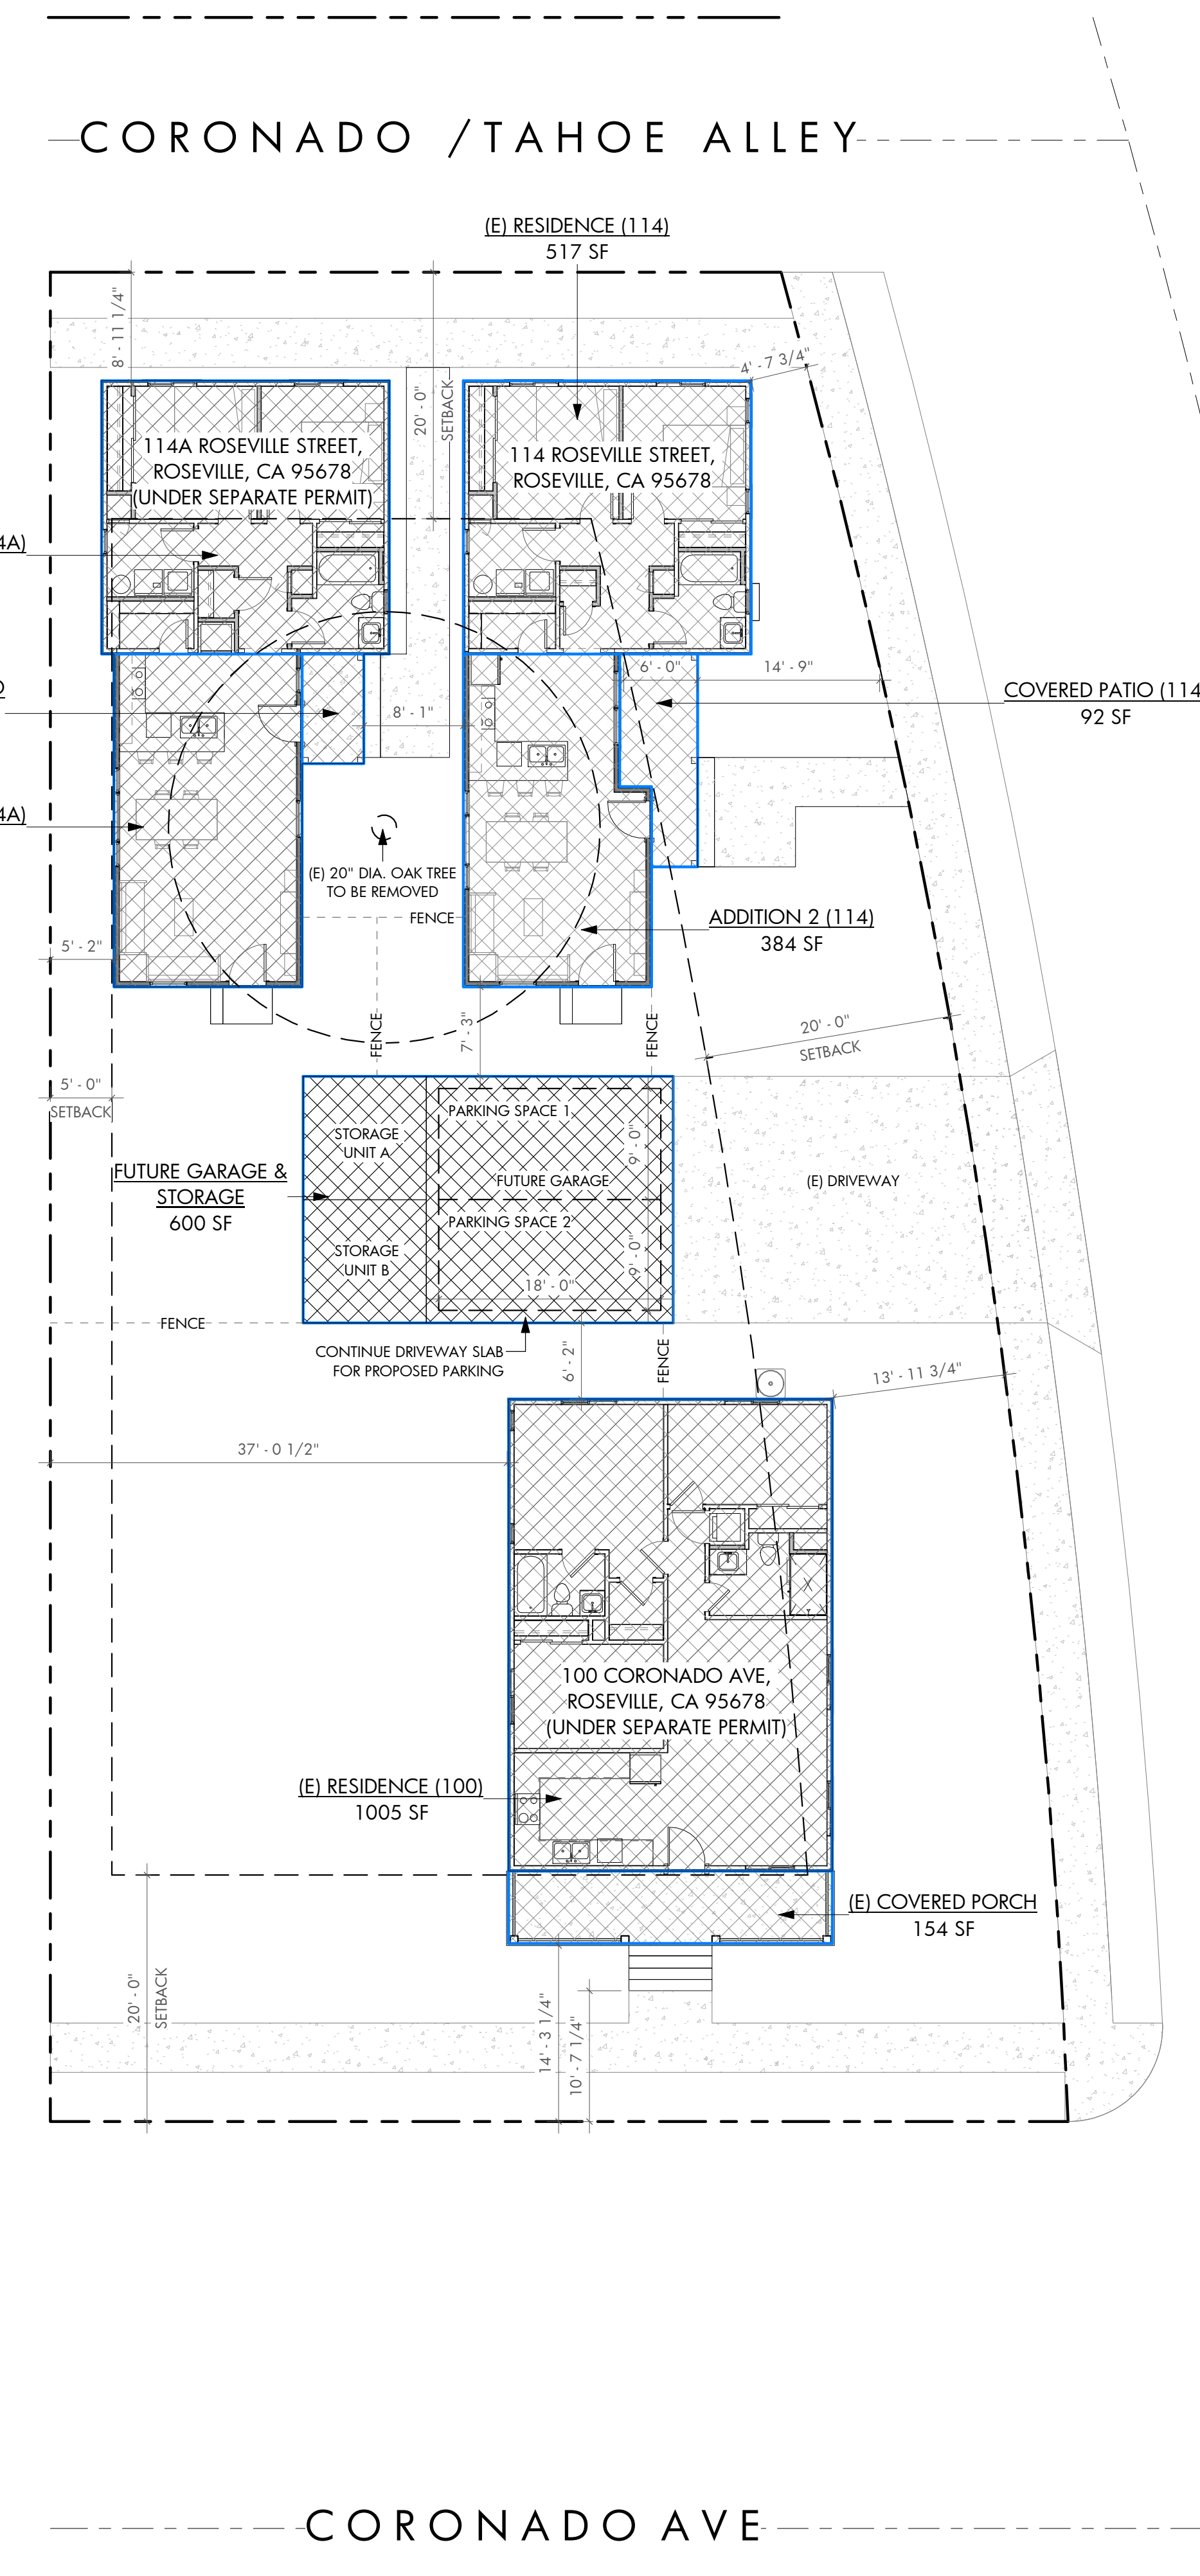 CORONADO /TAHOE ALLEY
(E) RESIDENCE (114)
517 SF
8' - 11 1/4"
4' - 7 3/4"
20' - 0"
SETBACK
114A ROSEVILLE STREET,
ROSEVILLE, CA 95678
(UNDER SEPARATE PERMIT)
114 ROSEVILLE STREET,
ROSEVILLE, CA 95678
4A)
6' - 0"
14' - 9"
COVERED PATIO (114
92 SF
8' - 1"
4A)
(E) 20" DIA. OAK TREE
TO BE REMOVED
FENCE
ADDITION 2 (114)
384 SF
5' - 2"
FENCE
7' - 3"
FENCE
20' - 0"
SETBACK
5' - 0"
SETBACK
PARKING SPACE 1
STORAGE
UNIT A
9' - 0"
FUTURE GARAGE &
STORAGE
600 SF
FUTURE GARAGE
(E) DRIVEWAY
PARKING SPACE 2
STORAGE
UNIT B
9' - 0"
18' - 0"
FENCE
CONTINUE DRIVEWAY SLAB
FOR PROPOSED PARKING
6' - 2"
FENCE
13' - 11 3/4"
37' - 0 1/2"
100 CORONADO AVE,
ROSEVILLE, CA 95678
(UNDER SEPARATE PERMIT)
(E) RESIDENCE (100)
1005 SF
(E) COVERED PORCH
154 SF
20' - 0"
SETBACK
14' - 3 1/4"
10' - 7 1/4"
CORONADO AVE